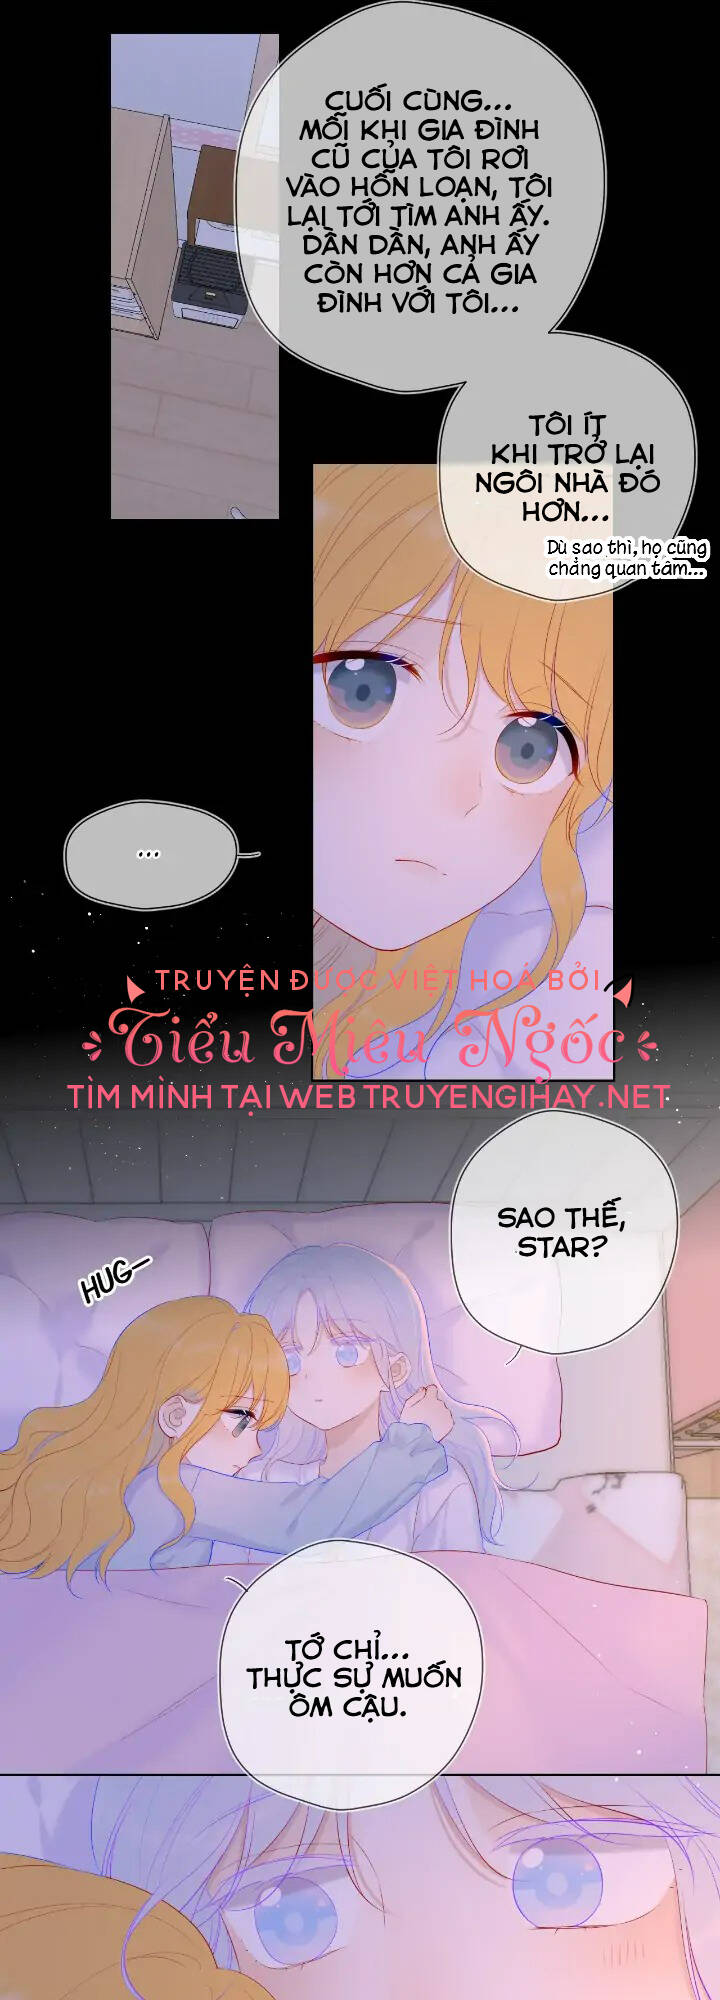 CUỐI CÙNG...
MỖI KHI GIA ĐÌNH
CŨ CỦA TÔI RƠI
VÀO HỖN LOẠN, TÔI
LẠI TỚI TÌM ANH ẤY.
DẦN DẦN, ANH ẤY
CÒN HƠN CẢ GIA
ĐÌNH VỚI TÔI...
TÔI ÍT
KHI TRỞ LẠI
NGÔI NHÀ ĐÓ
HƠN...
Dù sao thì, họ cũng
chẳng quan tâm...
...
TRUYỆN ĐƯỢC VIỆT HOÁ BỞI
TIỂU MIÊU NGỐC
TÌM MÌNH TẠI WEB TRUYENGIHAY.NET
SAO THẾ,
STAR?
HUG-
TỚ CHỈ...
THỰC SỰ MUỐN
ÔM CẬU.